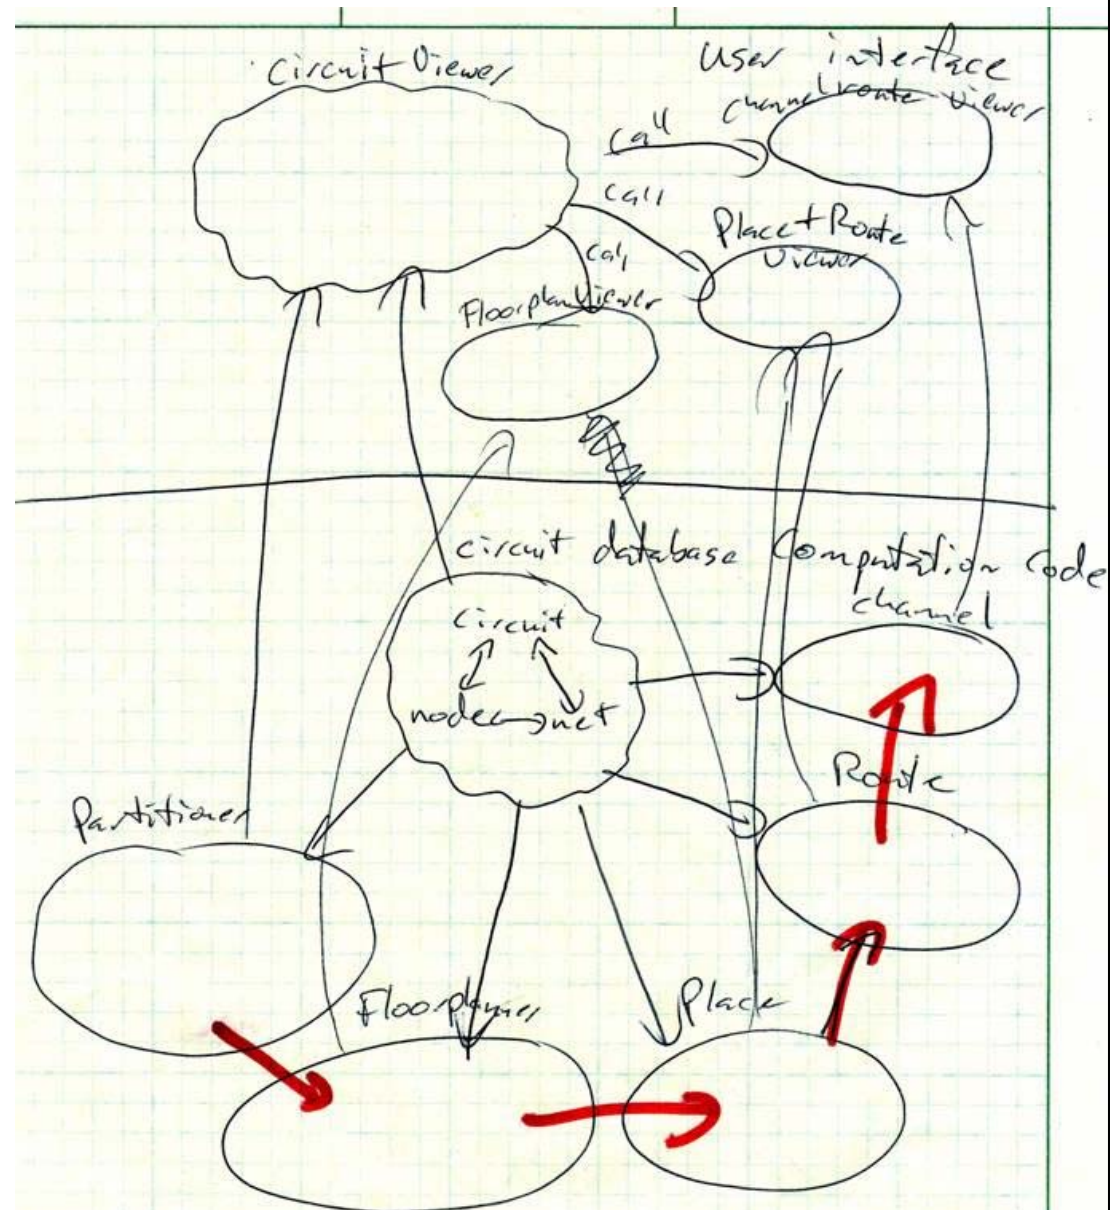 Circuit Viewer
User interface
channel route viewer
call
call
Place + Route
Viewer
call
Floorplan Viewer
circuit database
Computation Code
channel
circuit
node net
Route
Partitioner
Floorplanner
Place